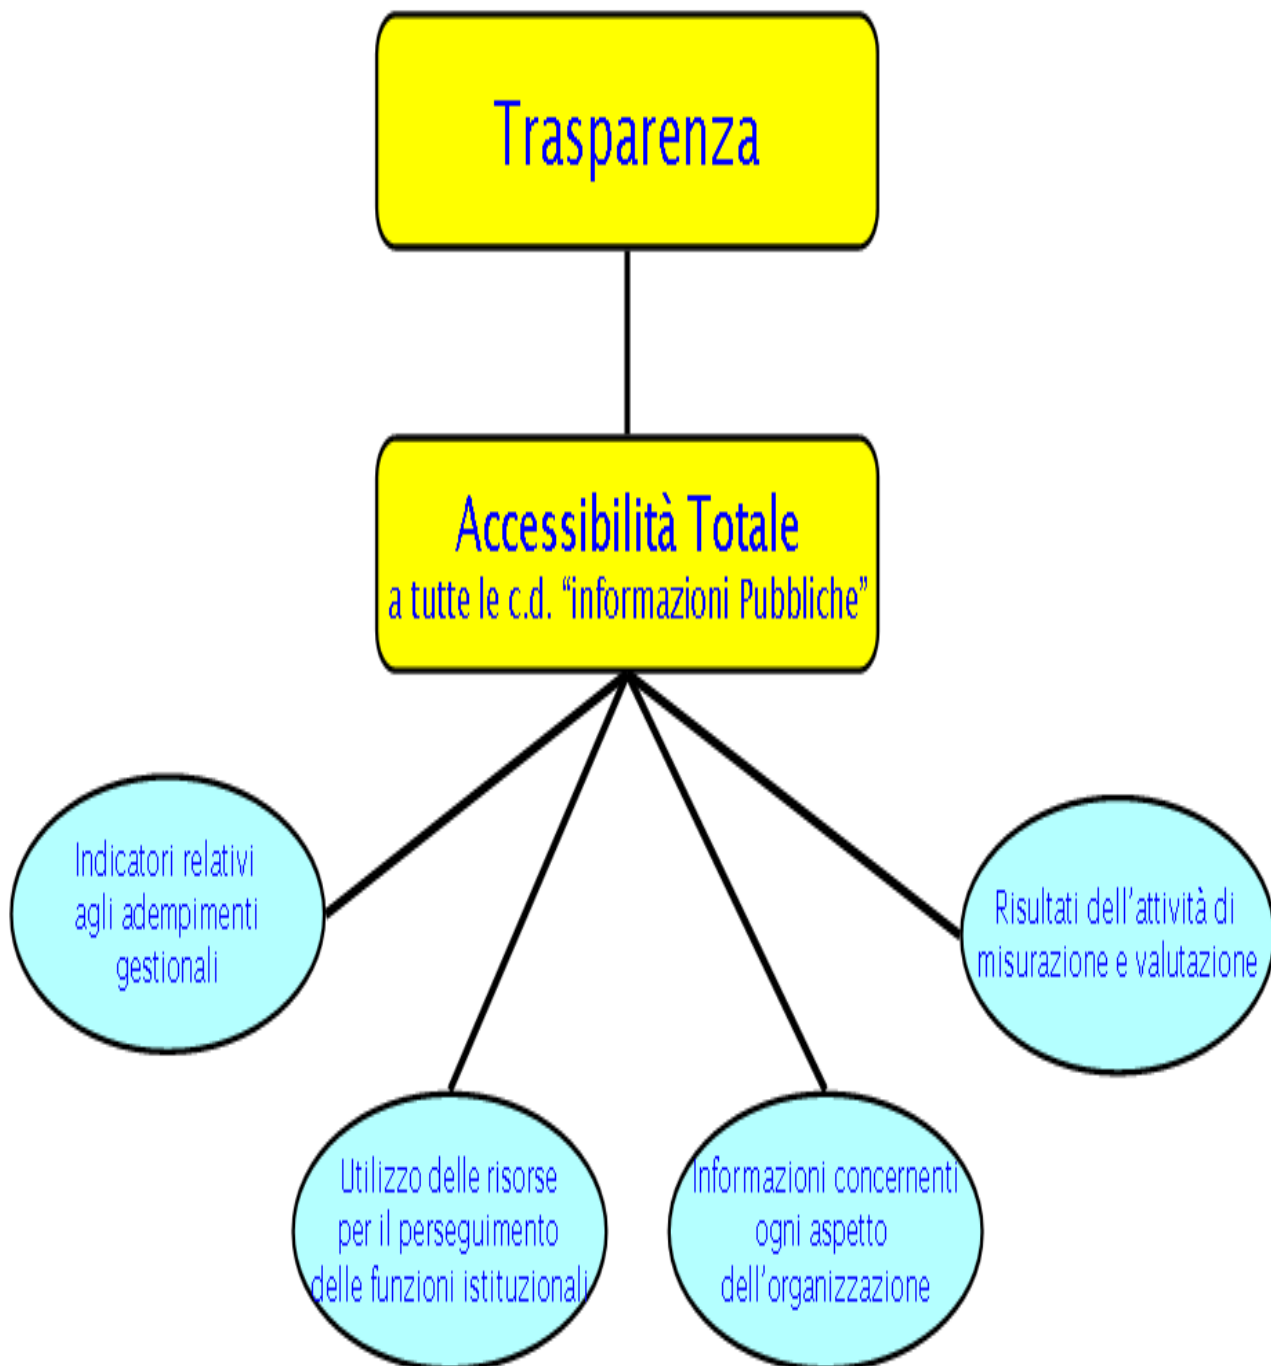 Trasparenza
Accessibilità Totale
a tutte le c.d. “informazioni Pubbliche”
Indicatori relativi
agli adempimenti
gestionali
Risultati dell’attività di
misurazione e valutazione
Utilizzo delle risorse
per il perseguimento
delle funzioni istituzionali
Informazioni concernenti
ogni aspetto
dell’organizzazione